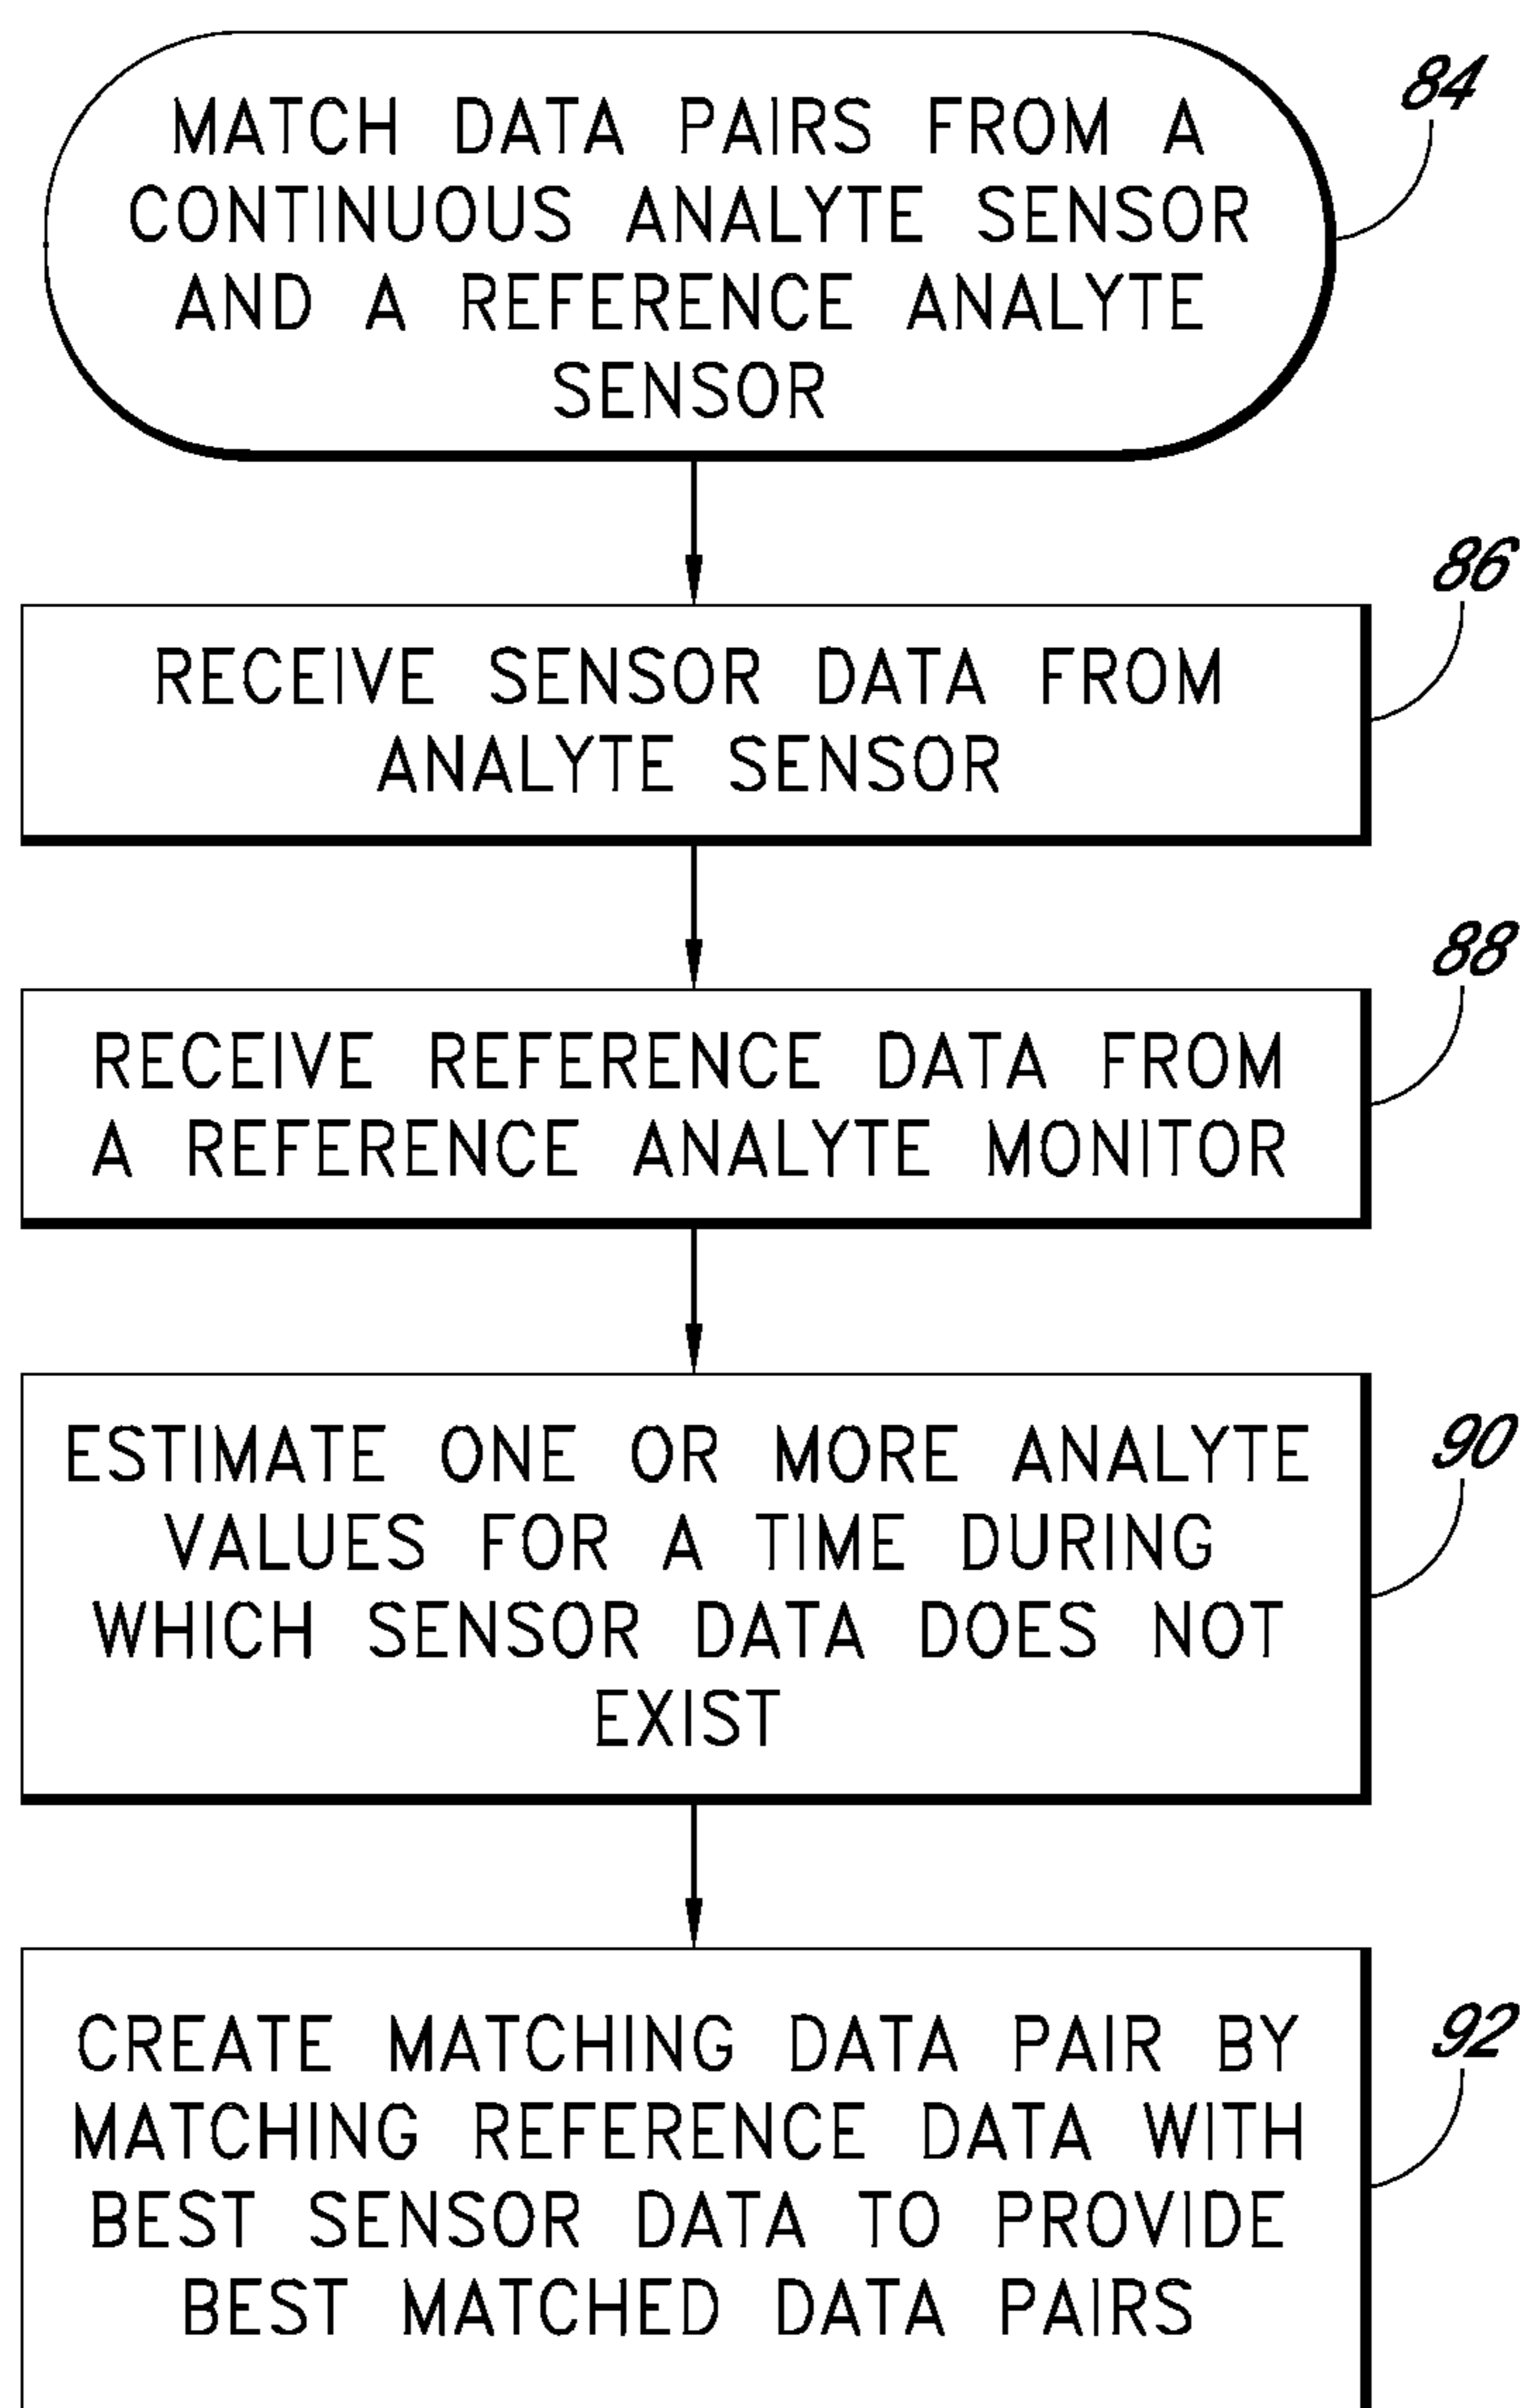 84
MATCH DATA PAIRS FROM A
CONTINUOUS ANALYTE SENSOR
AND A REFERENCE ANALYTE
SENSOR
86
RECEIVE SENSOR DATA FROM
ANALYTE SENSOR
88
RECEIVE REFERENCE DATA FROM
A REFERENCE ANALYTE MONITOR
90
ESTIMATE ONE OR MORE ANALYTE
VALUES FOR A TIME DURING
WHICH SENSOR DATA DOES NOT
EXIST
92
CREATE MATCHING DATA PAIR BY
MATCHING REFERENCE DATA WITH
BEST SENSOR DATA TO PROVIDE
BEST MATCHED DATA PAIRS